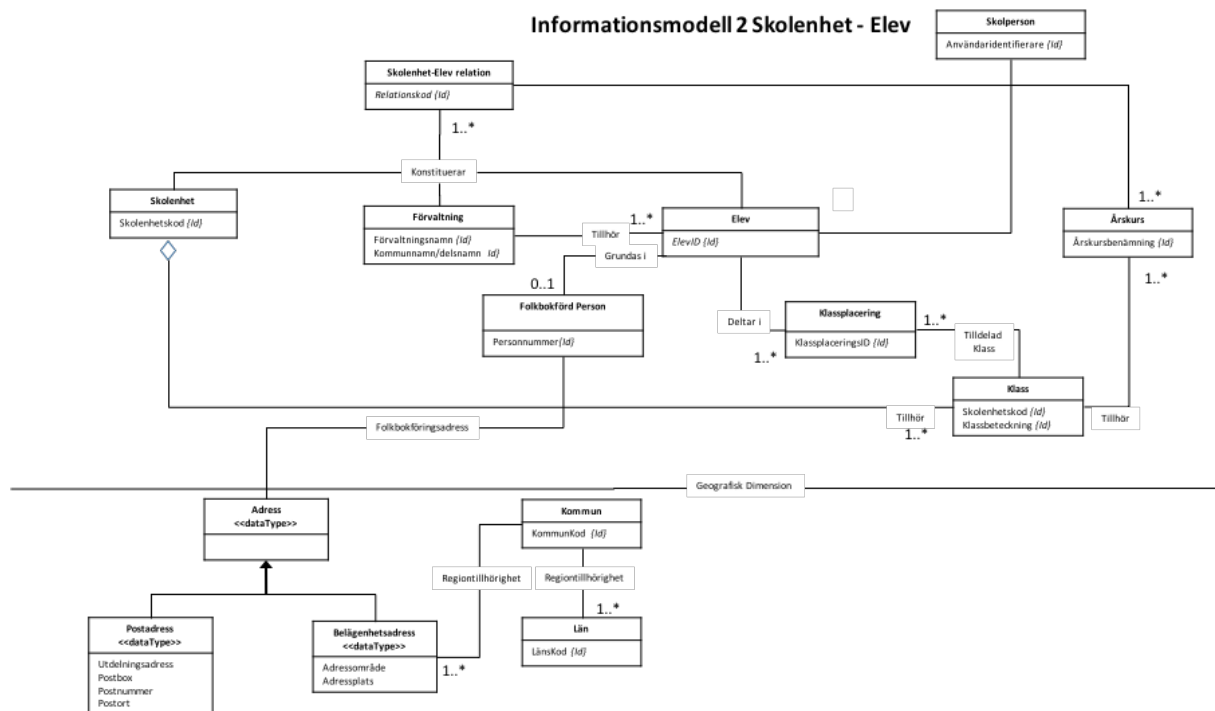 Informationsmodell 2 Skolenhet - Elev
Skolperson
Användaridentifierare {Id}
Skolenhet-Elev relation
Relationskod {Id}
1..*
Konstituerar
Skolenhet
Skolenhetskod {Id}
Förvaltning
Förvaltningsnamn {Id}
Kommunnamn/delsnamn Id}
Tillhör
1..*
Elev
ElevID {Id}
1..*
Årskurs
Årskursbenämning {Id}
1..*
Grundas i
0..1
Folkbokförd Person
Personnummer{Id}
Deltar i
1..*
Klassplacering
KlassplaceringsID {Id}
1..*
Tilldelad
Klass
Klass
Skolenhetskod {Id}
Klassbeteckning {Id}
Tillhör
1..*
Tillhör
Folkbokföringsadress
Geografisk Dimension
Adress
<<dataType>>
Kommun
KommunKod {Id}
Regiontillhörighet
Regiontillhörighet
1..*
Län
LänsKod {Id}
Postadress
<<dataType>>
Utdelningsadress
Postbox
Postnummer
Postort
Belägenhetsadress
<<dataType>>
Adressområde
Adressplats
1..*